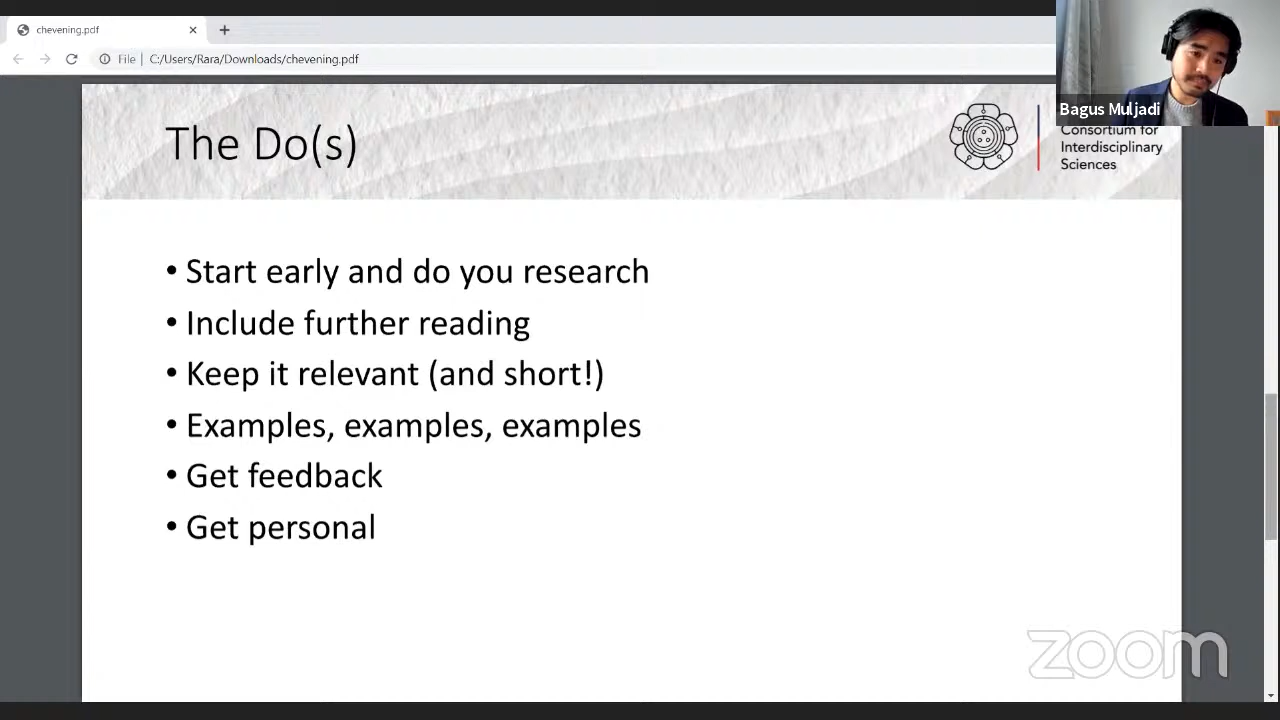 chevening.pdf
File
C:/Users/Rara/Downloads/chevening.pdf
Bagus Muljadi
The Do(s)
Consortium for
Interdisciplinary
Sciences
• Start early and do you research
• Include further reading
• Keep it relevant (and short!)
• Examples, examples, examples
• Get feedback
• Get personal
zoom